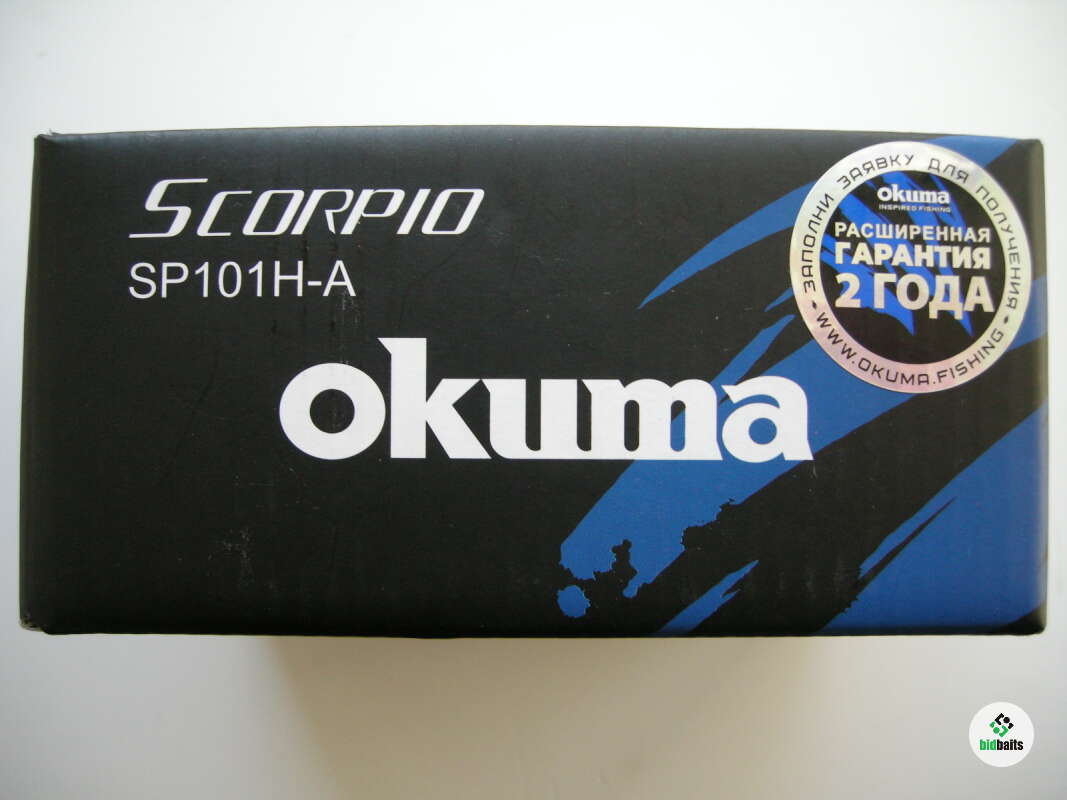 SCORPIO
SP101H-A
okuma
ЗАПОЛНИ ЗАЯВКУ ДЛЯ ПОЛУЧЕНИЯ
okuma
INSPIRED FISHING
РАСШИРЕННАЯ
ГАРАНТИЯ
2 ГОДА
WWW.OKUMA.FISHING
bidbaits